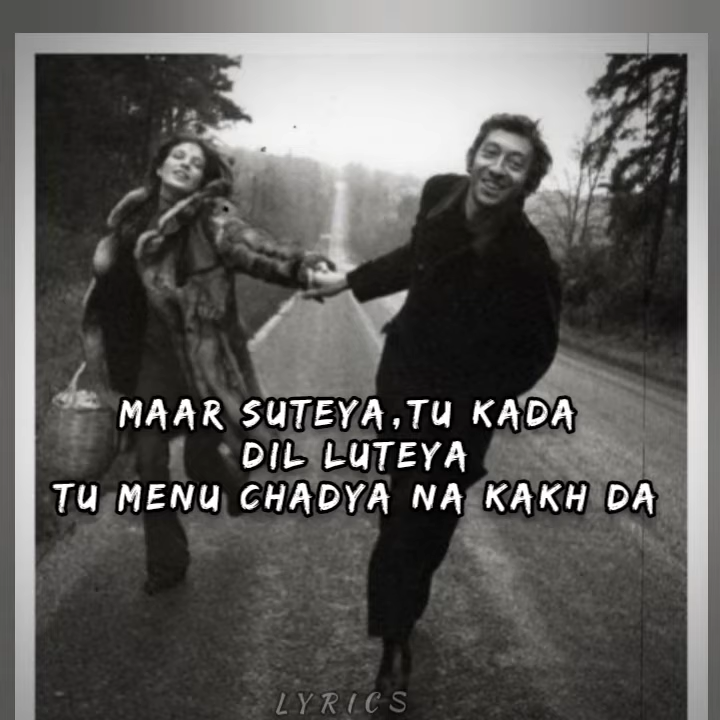 MAAR SUTEYA,TU KADA
DIL LUTEYA
TU MENU CHADYA NA KAKH DA
LYRICS